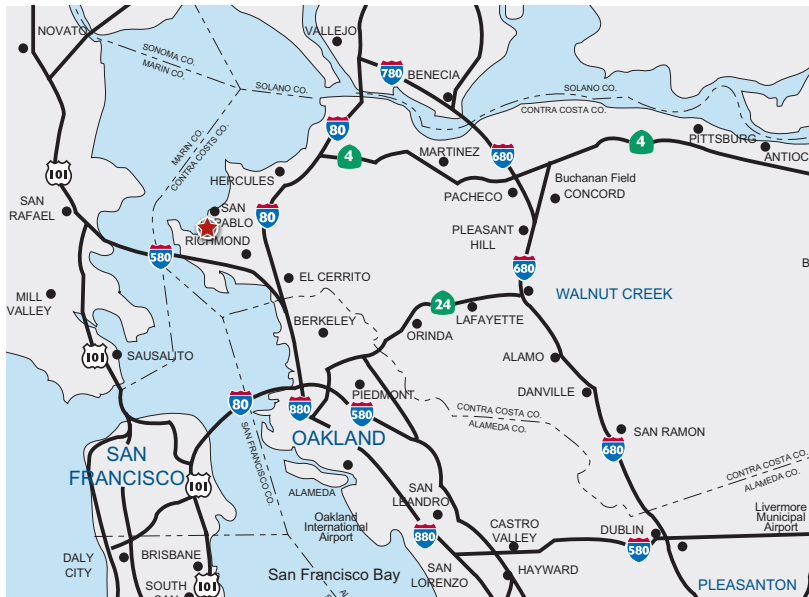 NOVATO
VALLEJO
SONOMA CO.
MARIN CO.
780
BENECIA
SOLANO CO.
SOLANO CO.
CONTRA COSTA CO.
80
4
PITTSBURG
ANTIOC
MARIN CO.
CONTRA COSTS CO.
4
MARTINEZ
680
101
HERCULES
Buchanan Field
CONCORD
PACHECO
SAN
RAFAEL
SAN
PABLO
80
RICHMOND
PLEASANT
HILL
580
680
B
EL CERRITO
MILL
VALLEY
WALNUT CREEK
24
LAFAYETTE
BERKELEY
ORINDA
101
SAUSALITO
ALAMO
PIEDMONT
DANVILLE
80
880
580
CONTRA COSTA CO.
ALAMEDA CO.
SAN FRANCISCO CO.
OAKLAND
SAN RAMON
680
SAN
FRANCISCO
101
CONTRA COSTA CO.
ALAMEDA CO.
ALAMEDA
SAN
LEANDRO
Oakland
International
Airport
Livermore
Municipal
Airport
880
CASTRO
VALLEY
DUBLIN
580
DALY
CITY
BRISBANE
SAN
LORENZO
HAYWARD
San Francisco Bay
101
SOUTH
SAN
PLEASANTON